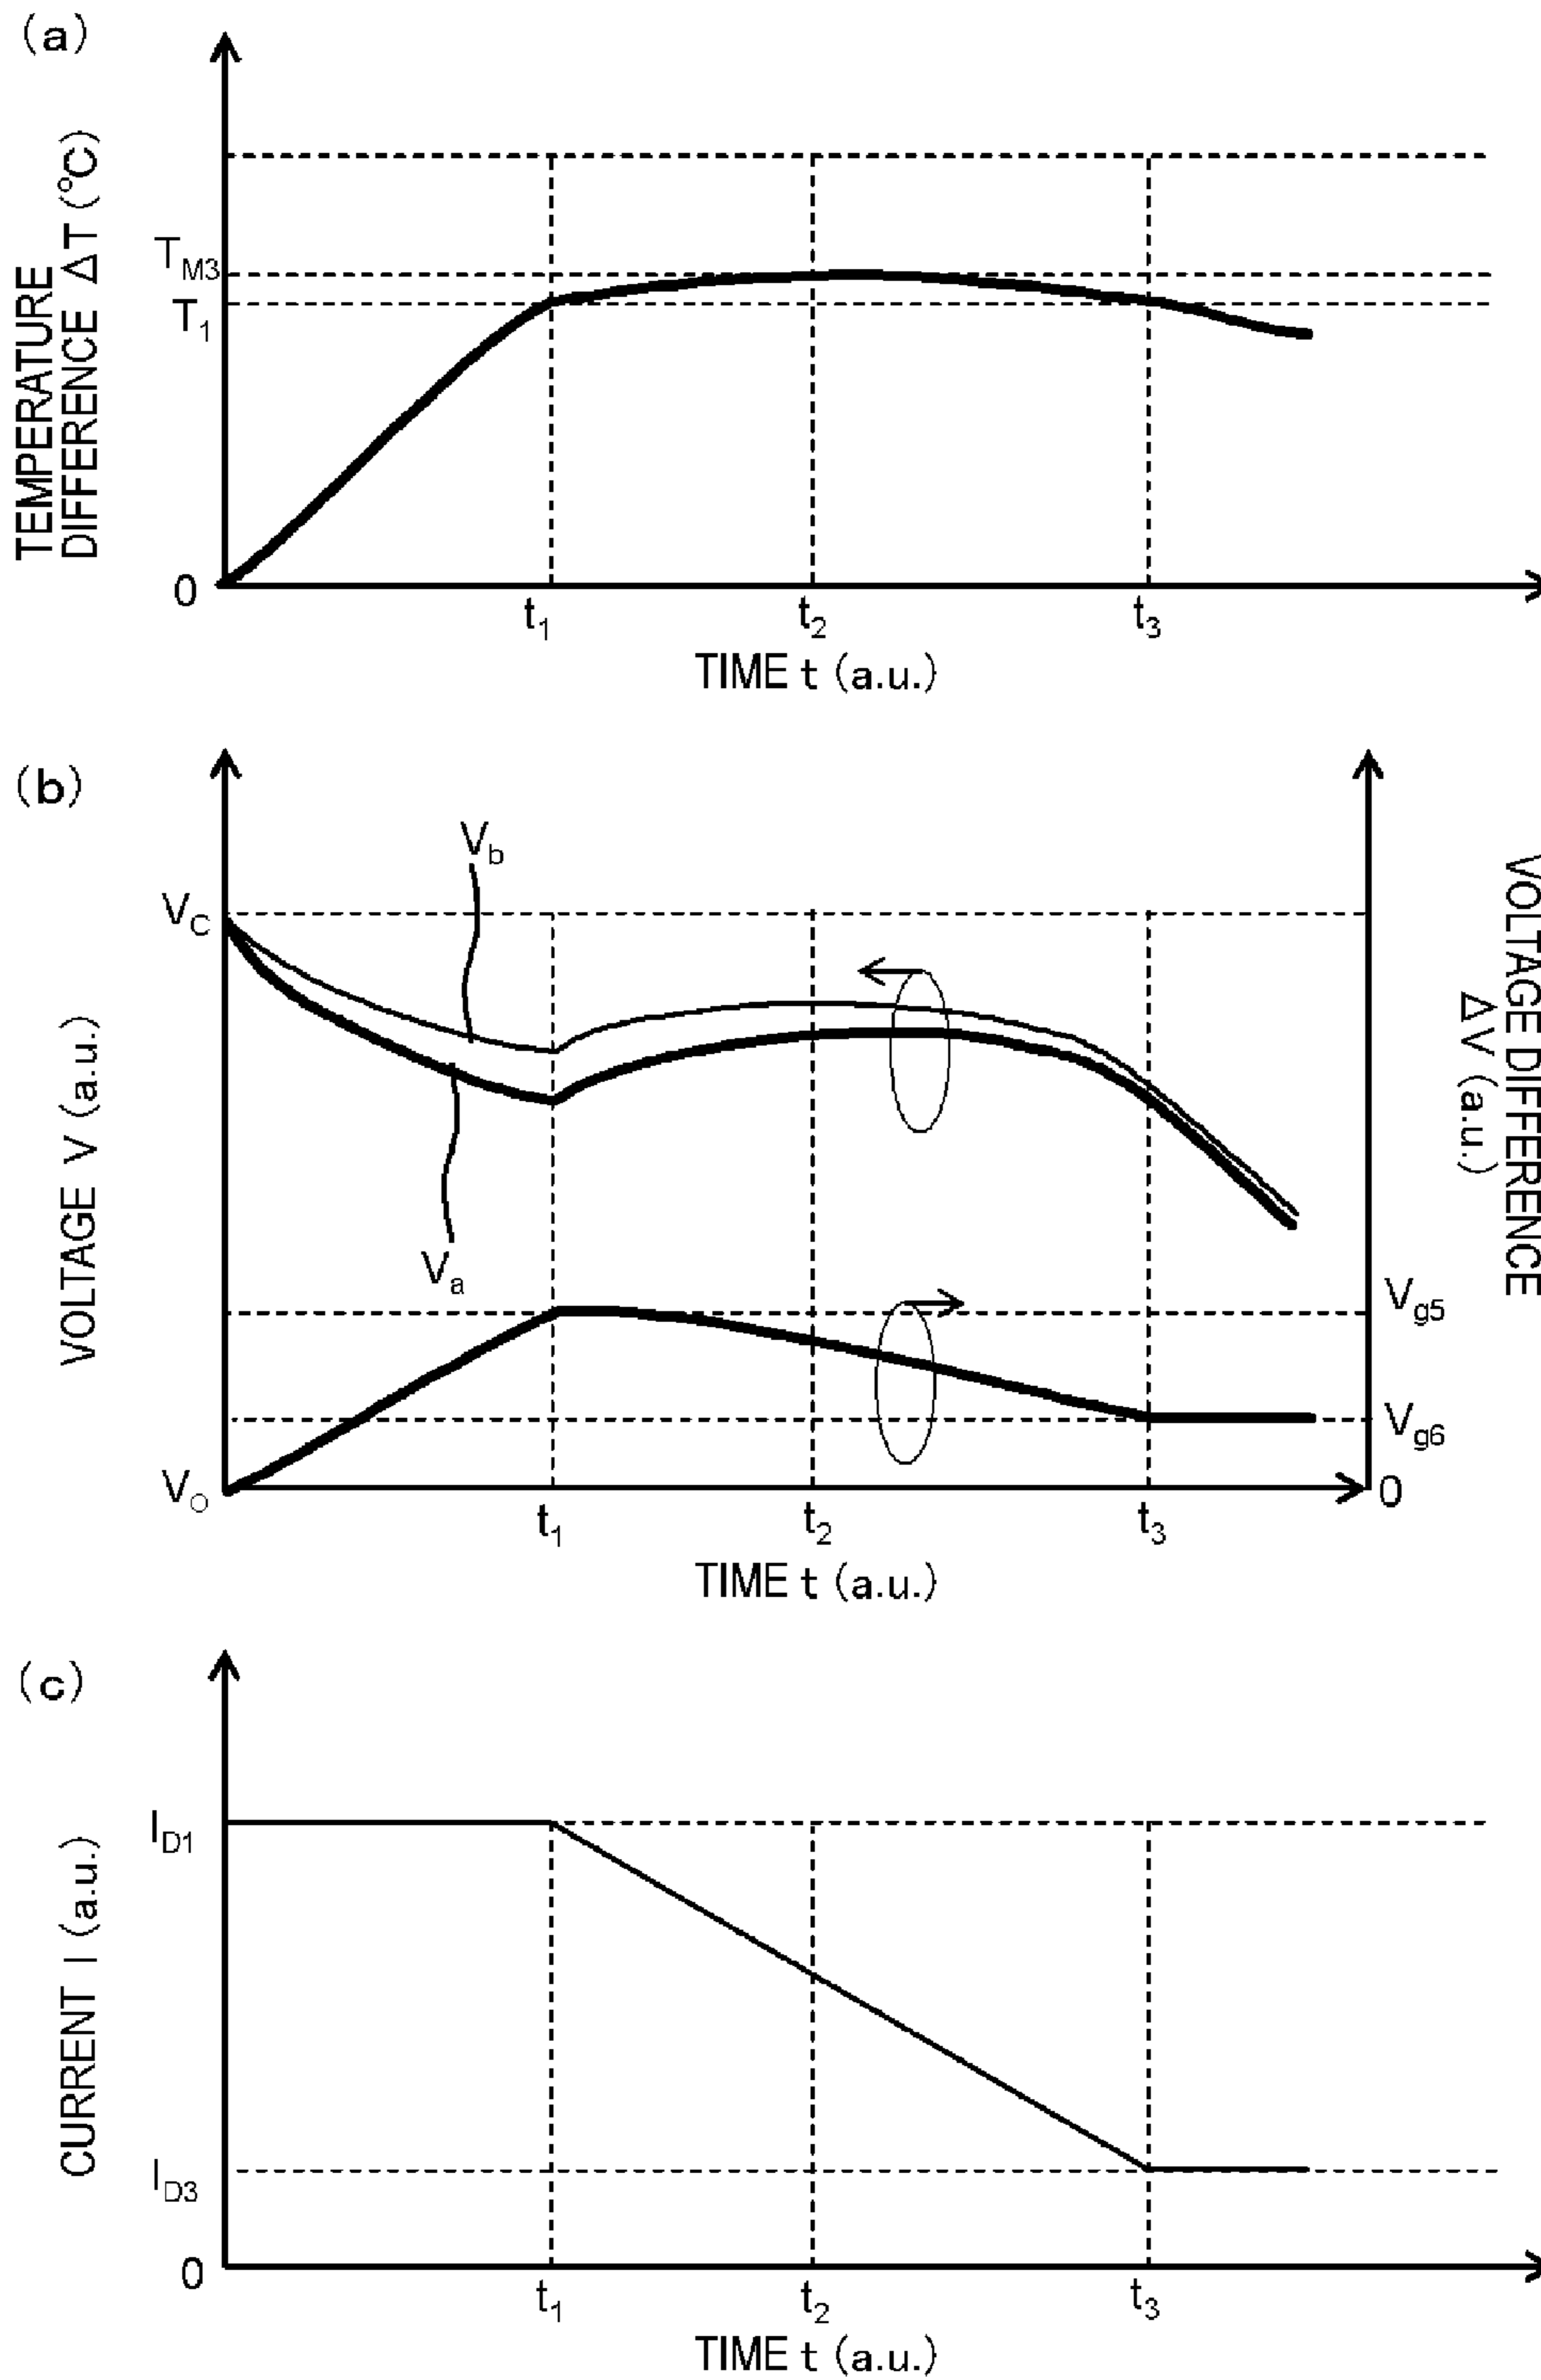 (a)
TEMPERATURE
DIFFERENCE ΔT (℃)
T_M3
T_1
0
t_1 t_2 t_3
TIME t (a.u.)
(b)
V_b
V_C
V_a
VOLTAGE V (a.u.)
VOLTAGE DIFFERENCE
ΔV (a.u.)
V_g5
V_g6
V_O
0
t_1 t_2 t_3
TIME t (a.u.)
(c)
I_D1
CURRENT I (a.u.)
I_D3
0
t_1 t_2 t_3
TIME t (a.u.)